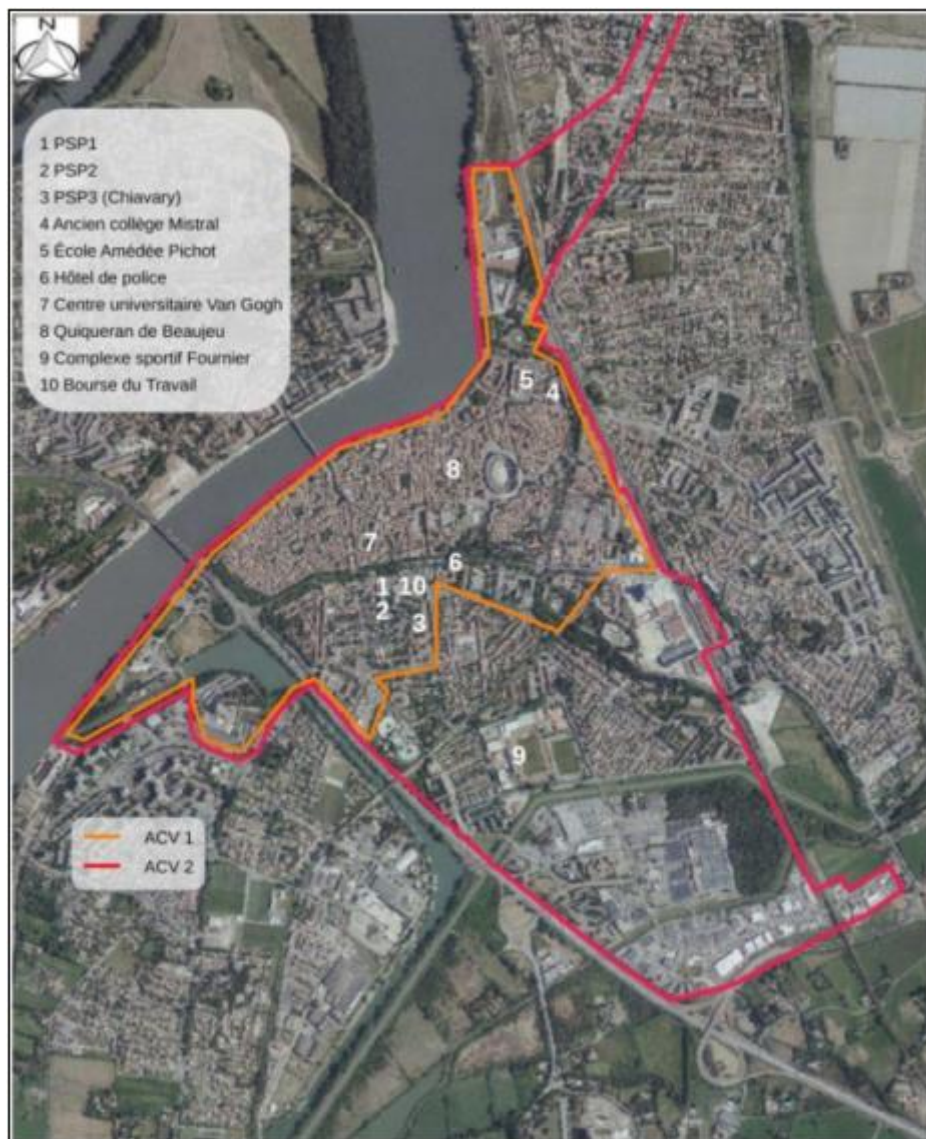 N
1 PSP1
2 PSP2
3 PSP3 (Chiavary)
4 Ancien collège Mistral
5 École Amédée Pichot
6 Hôtel de police
7 Centre universitaire Van Gogh
8 Quiqueran de Beaujeu
9 Complexe sportif Fournier
10 Bourse du Travail
5
4
8
7
6
1 10
2
3
9
ACV 1
ACV 2